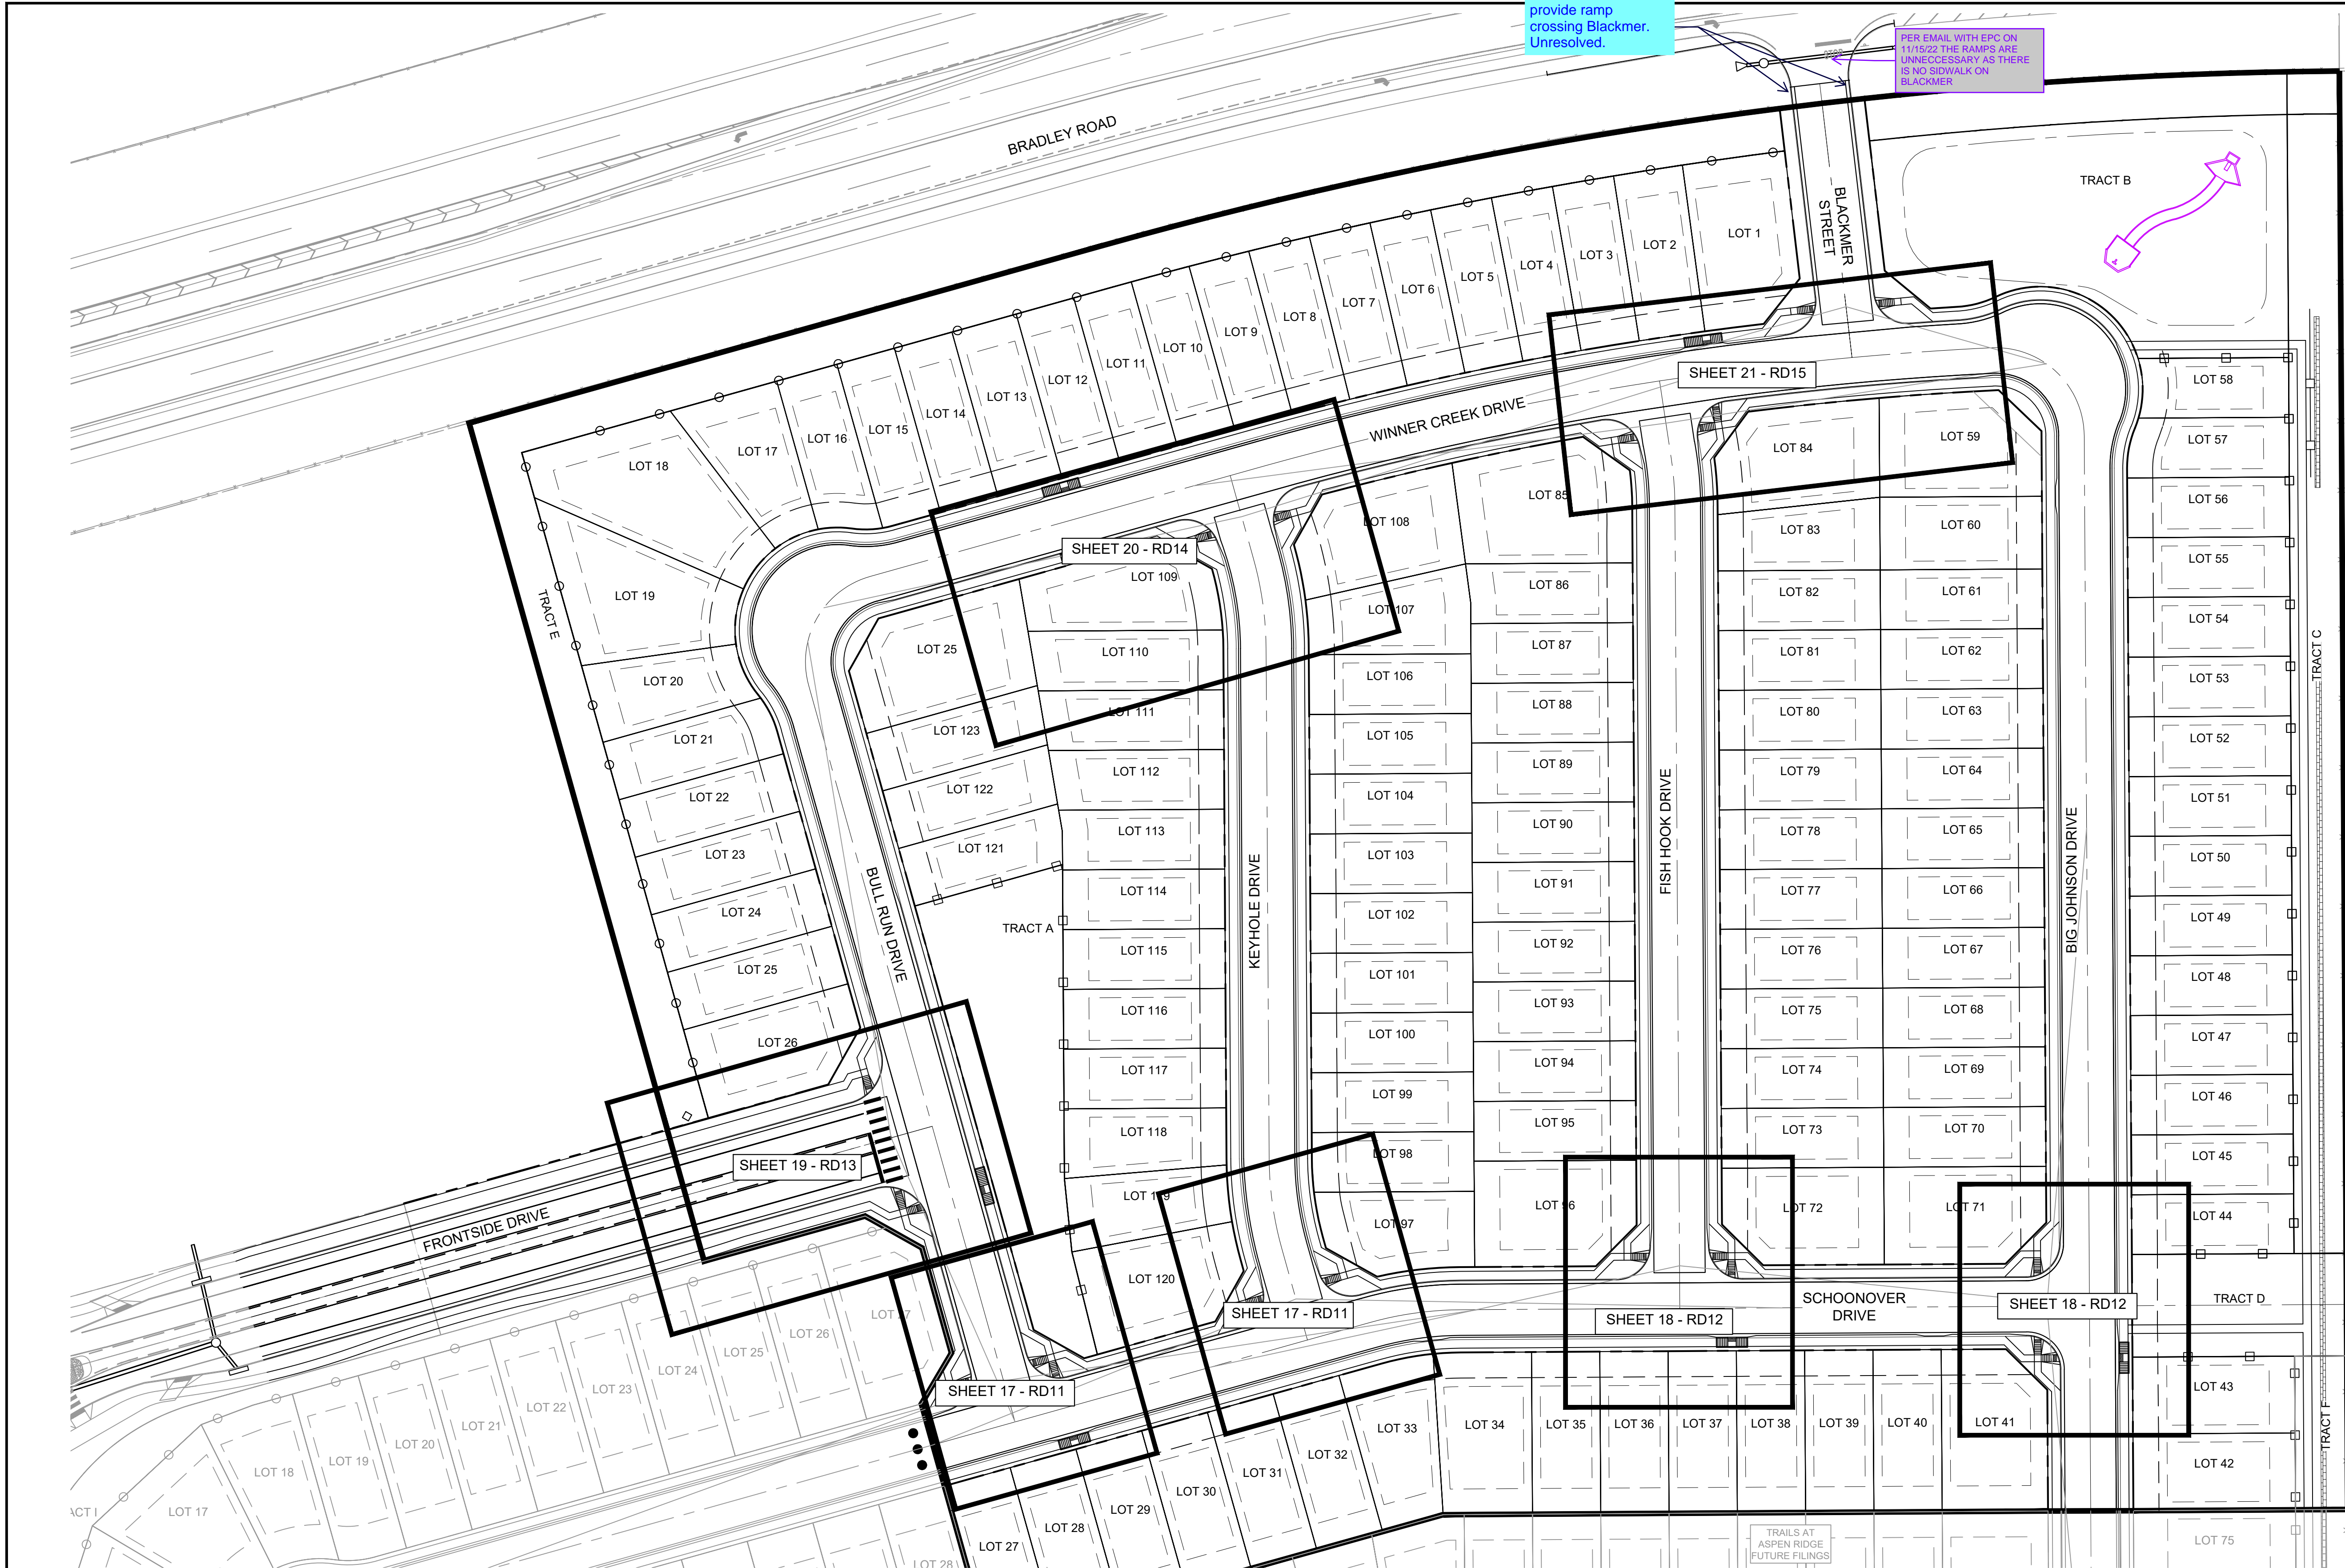 provide ramp
crossing Blackmer.
Unresolved.
PER EMAIL WITH EPC ON
11/15/22 THE RAMPS ARE
UNNECCESSARY AS THERE
IS NO SIDWALK ON
BLACKMER
STOP
BRADLEY ROAD
TRACT B
BLACKMER
STREET
LOT 1
LOT 2
LOT 3
LOT 4
LOT 5
LOT 6
LOT 7
LOT 8
LOT 9
LOT 10
LOT 11
LOT 12
LOT 13
LOT 14
LOT 15
LOT 16
LOT 17
LOT 18
LOT 19
TRACT E
LOT 20
LOT 21
LOT 22
LOT 23
LOT 24
LOT 25
LOT 26
SHEET 21 - RD15
WINNER CREEK DRIVE
SHEET 20 - RD14
LOT 109
LOT 110
LOT 111
LOT 112
LOT 113
LOT 114
LOT 115
LOT 116
LOT 117
LOT 118
LOT 119
LOT 120
LOT 25
LOT 123
LOT 122
LOT 121
TRACT A
BULL RUN DRIVE
KEYHOLE DRIVE
LOT 108
LOT 107
LOT 106
LOT 105
LOT 104
LOT 103
LOT 102
LOT 101
LOT 100
LOT 99
LOT 98
LOT 97
LOT 85
LOT 86
LOT 87
LOT 88
LOT 89
LOT 90
LOT 91
LOT 92
LOT 93
LOT 94
LOT 95
LOT 96
FISH HOOK DRIVE
LOT 84
LOT 83
LOT 82
LOT 81
LOT 80
LOT 79
LOT 78
LOT 77
LOT 76
LOT 75
LOT 74
LOT 73
LOT 72
LOT 59
LOT 60
LOT 61
LOT 62
LOT 63
LOT 64
LOT 65
LOT 66
LOT 67
LOT 68
LOT 69
LOT 70
LOT 71
BIG JOHNSON DRIVE
LOT 58
LOT 57
LOT 56
LOT 55
LOT 54
LOT 53
LOT 52
LOT 51
LOT 50
LOT 49
LOT 48
LOT 47
LOT 46
LOT 45
LOT 44
TRACT C
TRACT D
LOT 43
LOT 42
TRACT F
LOT 75
SHEET 19 - RD13
FRONTSIDE DRIVE
SHEET 17 - RD11
SHEET 17 - RD11
SHEET 18 - RD12
SCHOONOVER
DRIVE
SHEET 18 - RD12
LOT 27
LOT 26
LOT 25
LOT 24
LOT 23
LOT 22
LOT 21
LOT 20
LOT 19
LOT 18
LOT 17
LOT 28
LOT 27
LOT 28
LOT 29
LOT 30
LOT 31
LOT 32
LOT 33
LOT 34
LOT 35
LOT 36
LOT 37
LOT 38
LOT 39
LOT 40
LOT 41
TRAILS AT
ASPEN RIDGE
FUTURE FILINGS